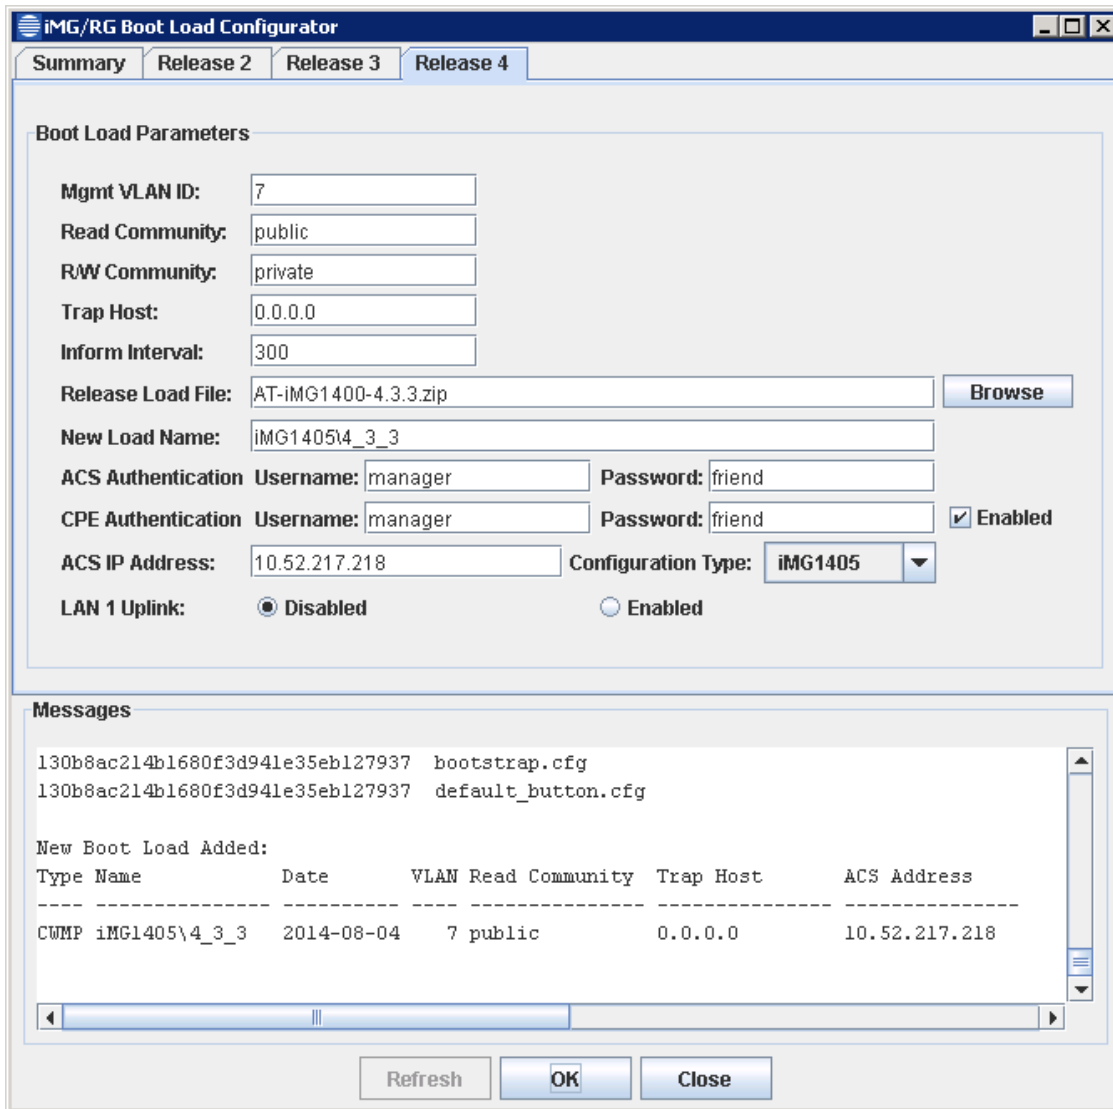 iMG/RG Boot Load Configurator
Summary Release 2 Release 3 Release 4
Boot Load Parameters
Mgmt VLAN ID: 7
Read Community: public
R/W Community: private
Trap Host: 0.0.0.0
Inform Interval: 300
Release Load File: AT-iMG1400-4.3.3.zip Browse
New Load Name: iMG1405\4_3_3
ACS Authentication Username: manager Password: friend
CPE Authentication Username: manager Password: friend Enabled
ACS IP Address: 10.52.217.218 Configuration Type: iMG1405
LAN 1 Uplink: Disabled Enabled
Messages
130b8ac214b1680f3d941e35eb127937 bootstrap.cfg
130b8ac214b1680f3d941e35eb127937 default_button.cfg
New Boot Load Added:
Type Name Date VLAN Read Community Trap Host ACS Address
---- --------------- ---------- ---- --------------- --------------- ---------------
CWMP iMG1405\4_3_3 2014-08-04 7 public 0.0.0.0 10.52.217.218
Refresh OK Close